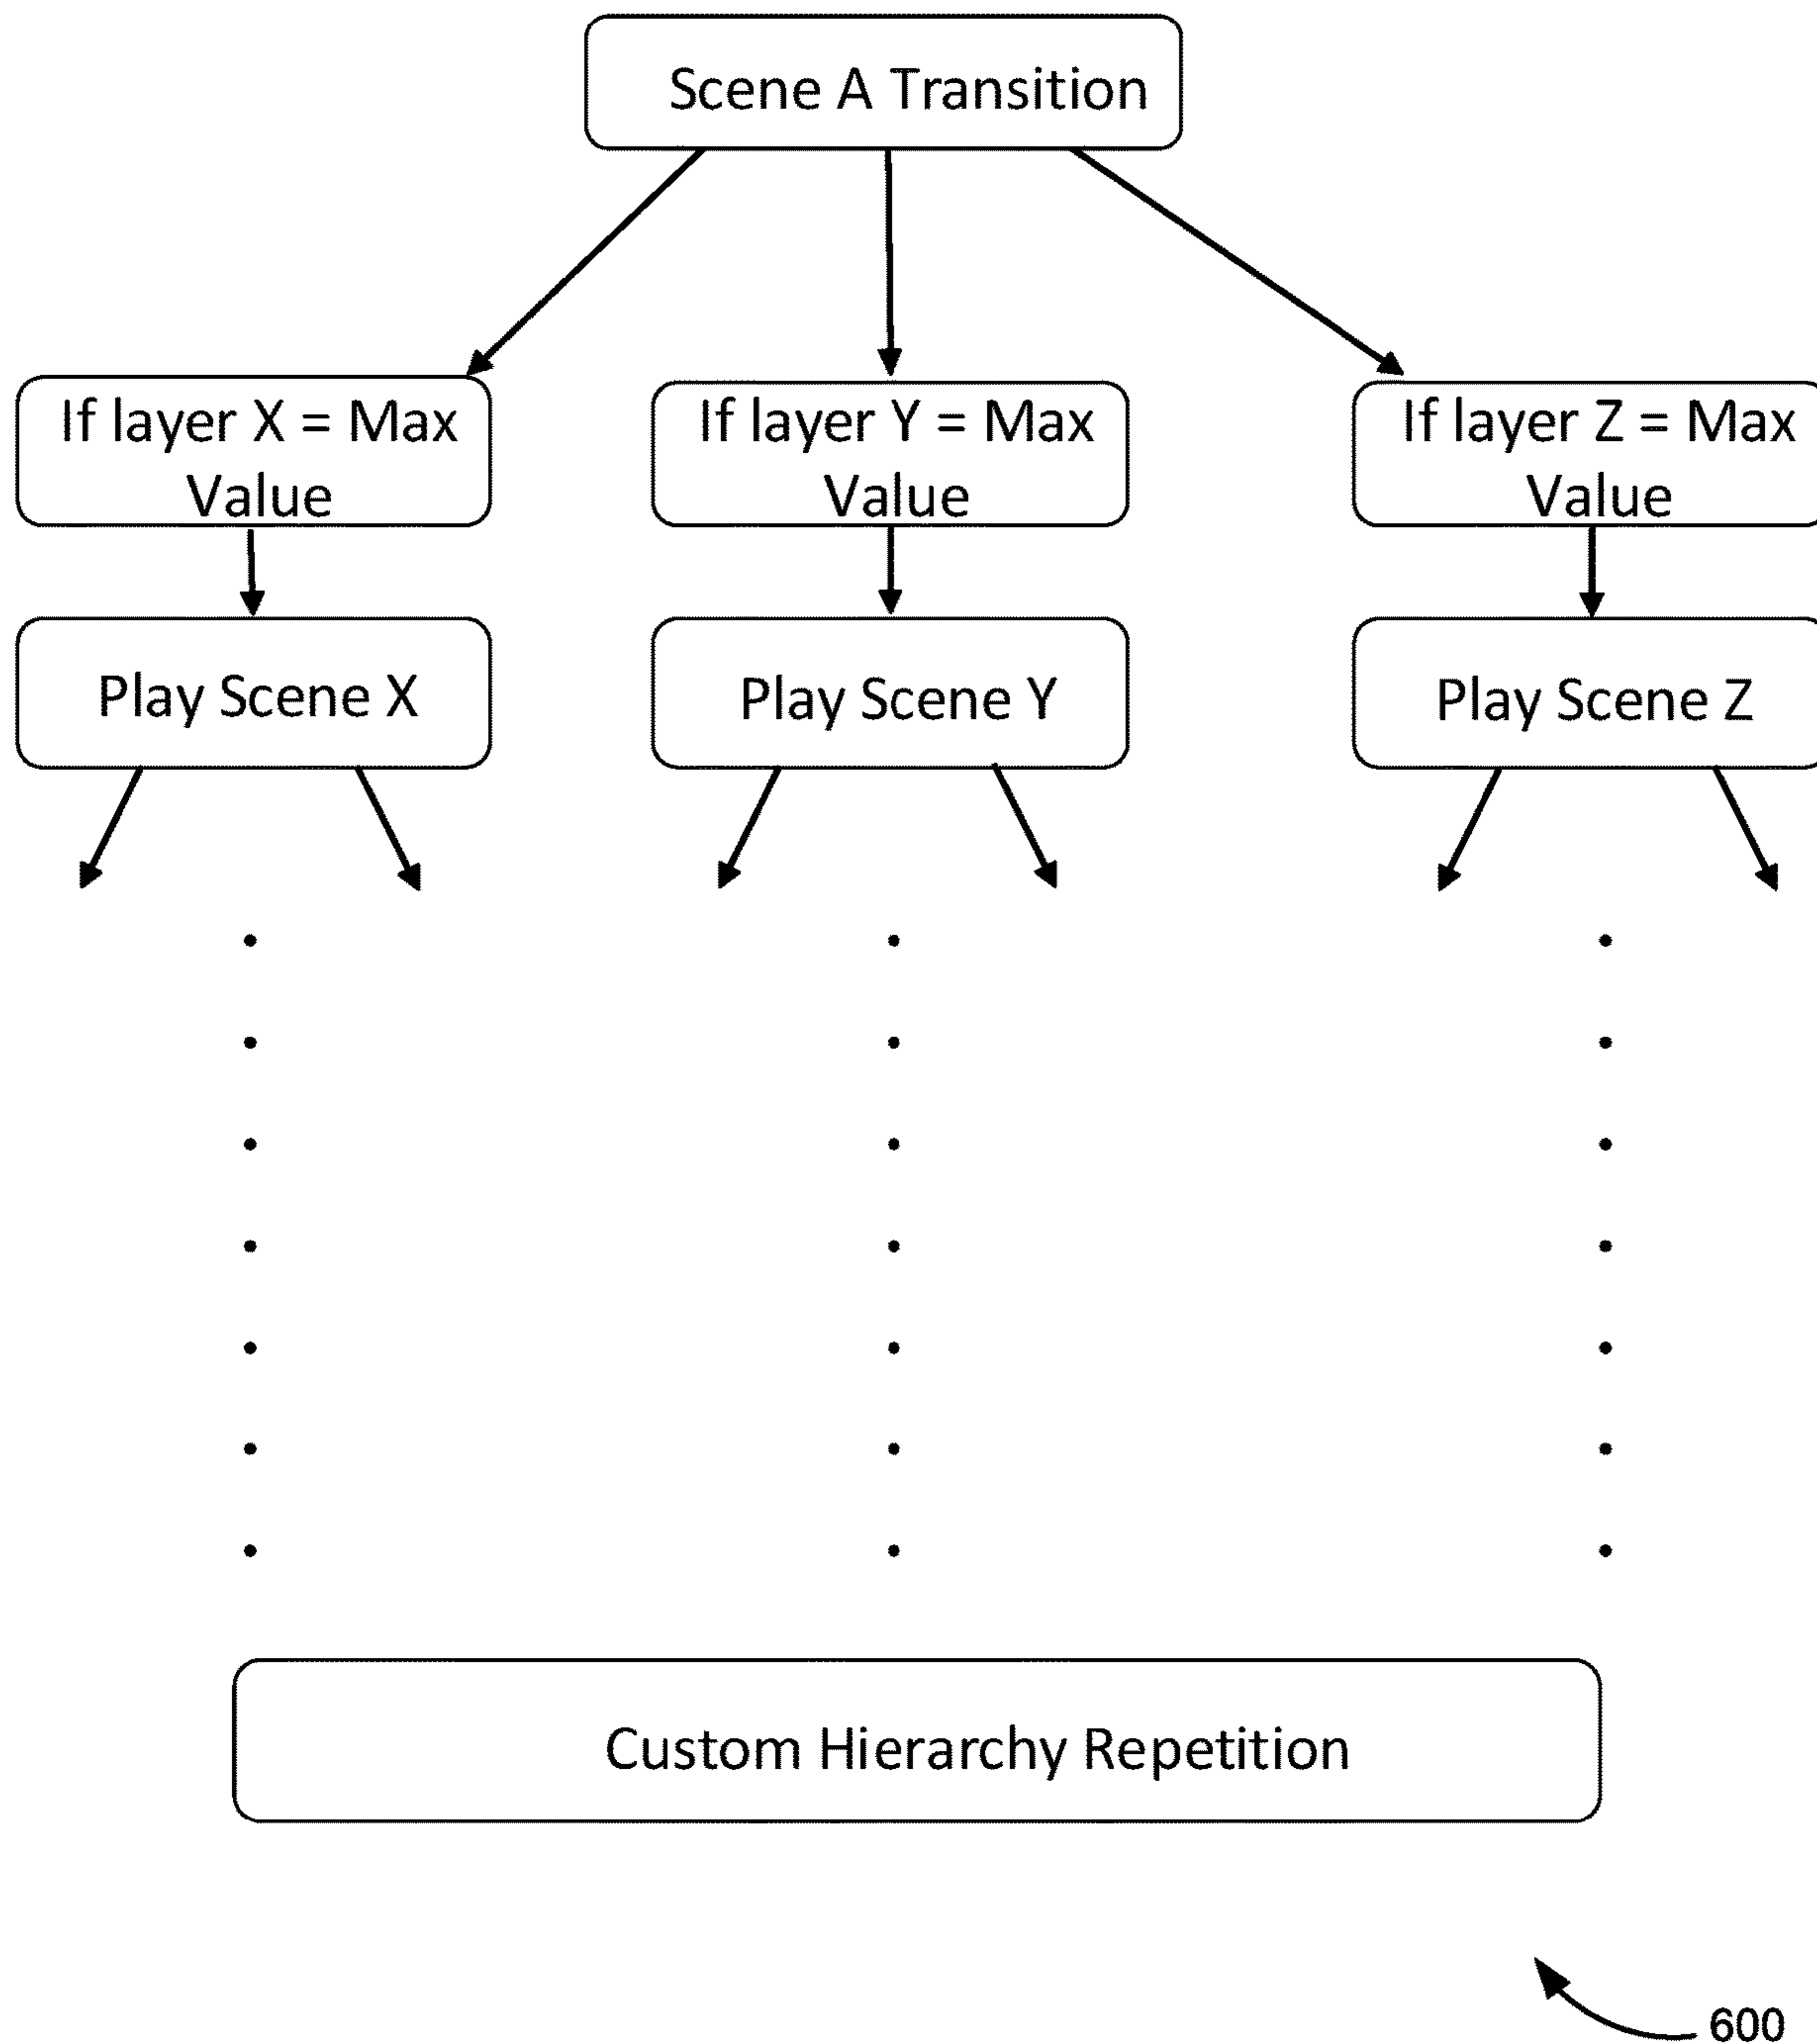 Scene A Transition
If layer X = Max
Value
If layer Y = Max
Value
If layer Z = Max
Value
Play Scene X
Play Scene Y
Play Scene Z
Custom Hierarchy Repetition
600